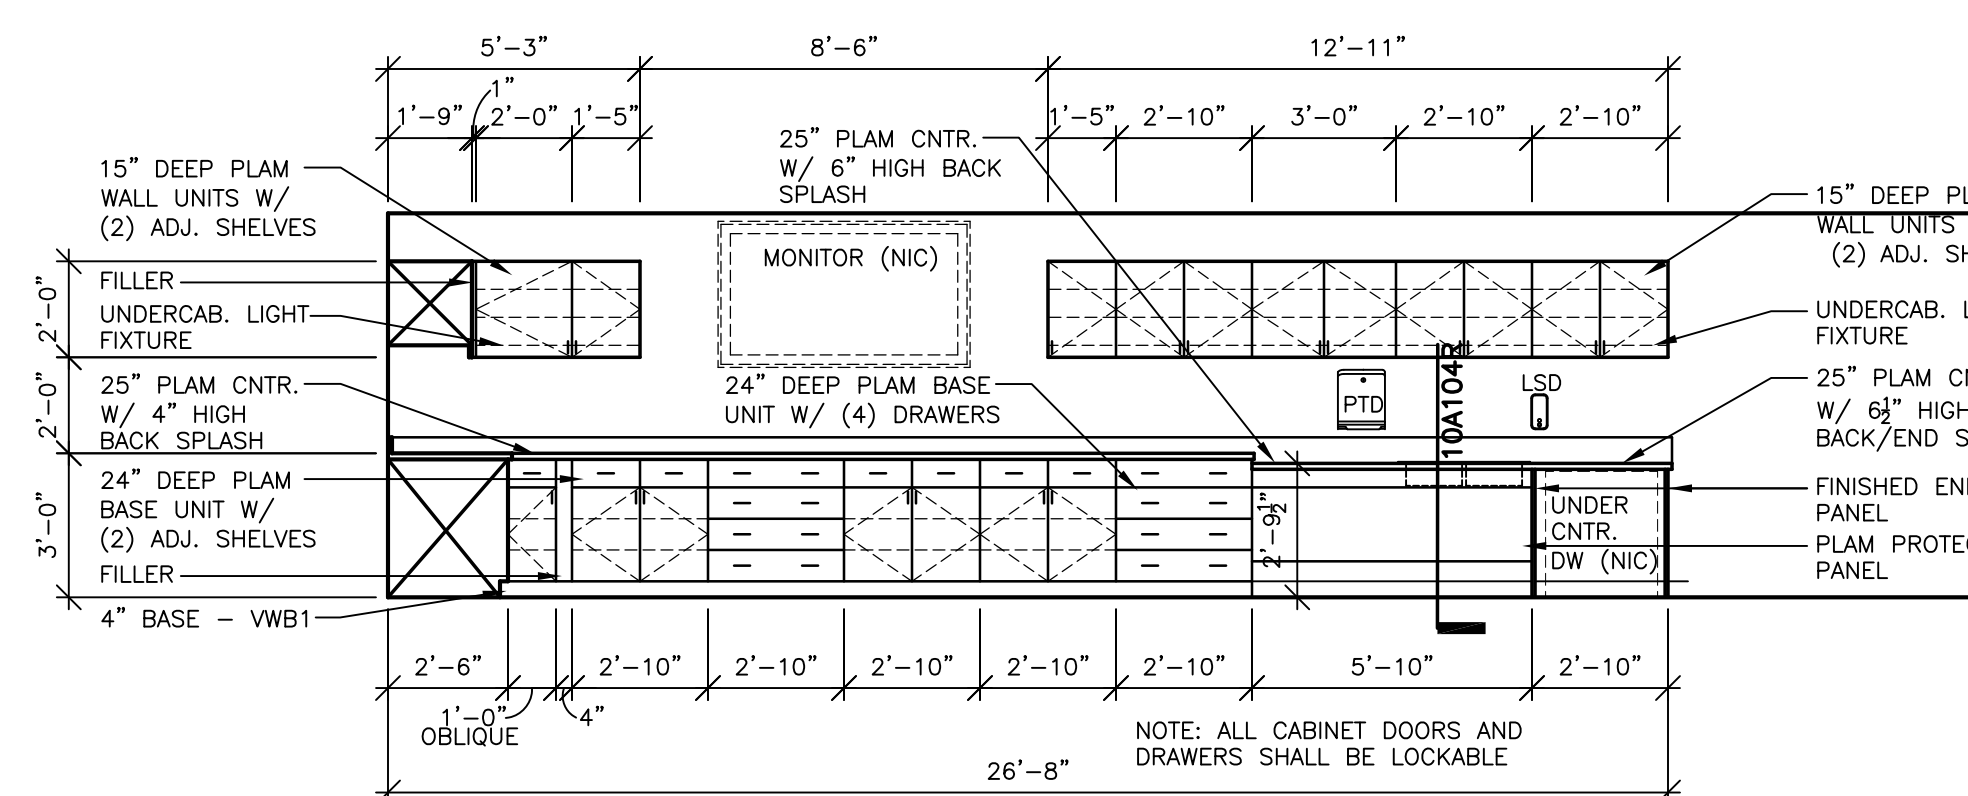 5'-3"
8'-6"
12'-11"
1"
1'-9"
2'-0"
1'-5"
1'-5"
2'-10"
3'-0"
2'-10"
2'-10"
25" PLAM CNTR.
W/ 6" HIGH BACK
SPLASH
15" DEEP PLAM
WALL UNITS W/
(2) ADJ. SHELVES
15" DEEP PL
WALL UNITS
(2) ADJ. SH
MONITOR (NIC)
FILLER
UNDERCAB. LIGHT
FIXTURE
UNDERCAB. L
FIXTURE
2'-0"
2'-0"
3'-0"
25" PLAM CNTR.
W/ 4" HIGH
BACK SPLASH
24" DEEP PLAM BASE
UNIT W/ (4) DRAWERS
PTD
10A104R
LSD
25" PLAM CN
W/ 6½" HIGH
BACK/END S
24" DEEP PLAM
BASE UNIT W/
(2) ADJ. SHELVES
FILLER
4" BASE - VWB1
2'-9½"
UNDER
CNTR.
DW (NIC)
FINISHED EN
PANEL
PLAM PROTEC
PANEL
2'-6"
2'-10"
2'-10"
2'-10"
2'-10"
2'-10"
5'-10"
2'-10"
1'-0"
OBLIQUE
4"
NOTE: ALL CABINET DOORS AND
DRAWERS SHALL BE LOCKABLE
26'-8"